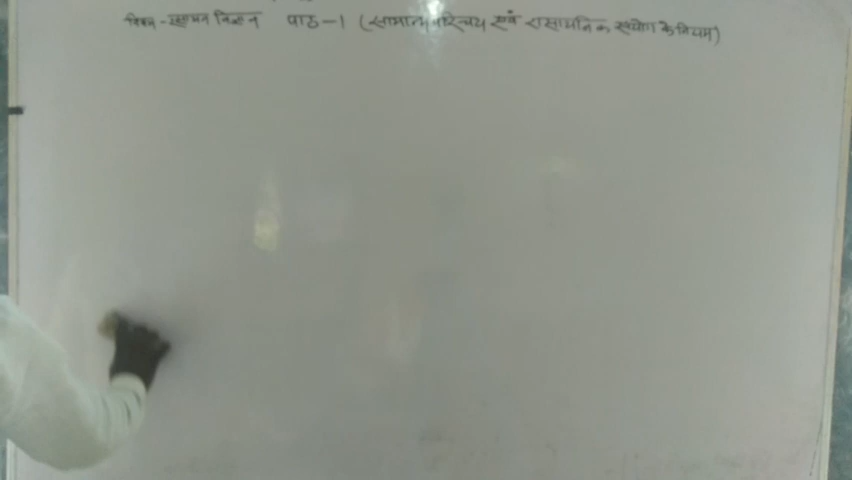 विषय - रसायन विज्ञान पाठ-1 (सामान्य परिचय एवं रासायनिक संयोग के नियम)